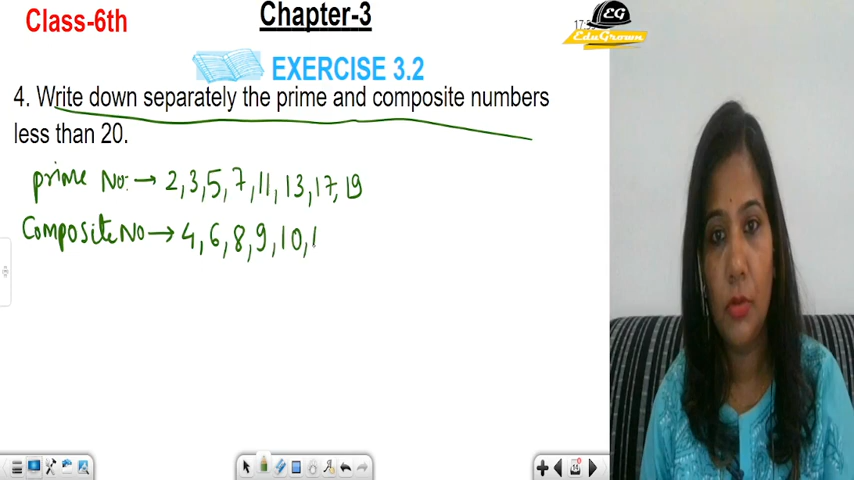 Class-6th
Chapter-3
EG
EduGrown
EXERCISE 3.2
4. Write down separately the prime and composite numbers
less than 20.
prime No: → 2, 3, 5, 7, 11, 13, 17, 19
Composite No → 4, 6, 8, 9, 10, 1